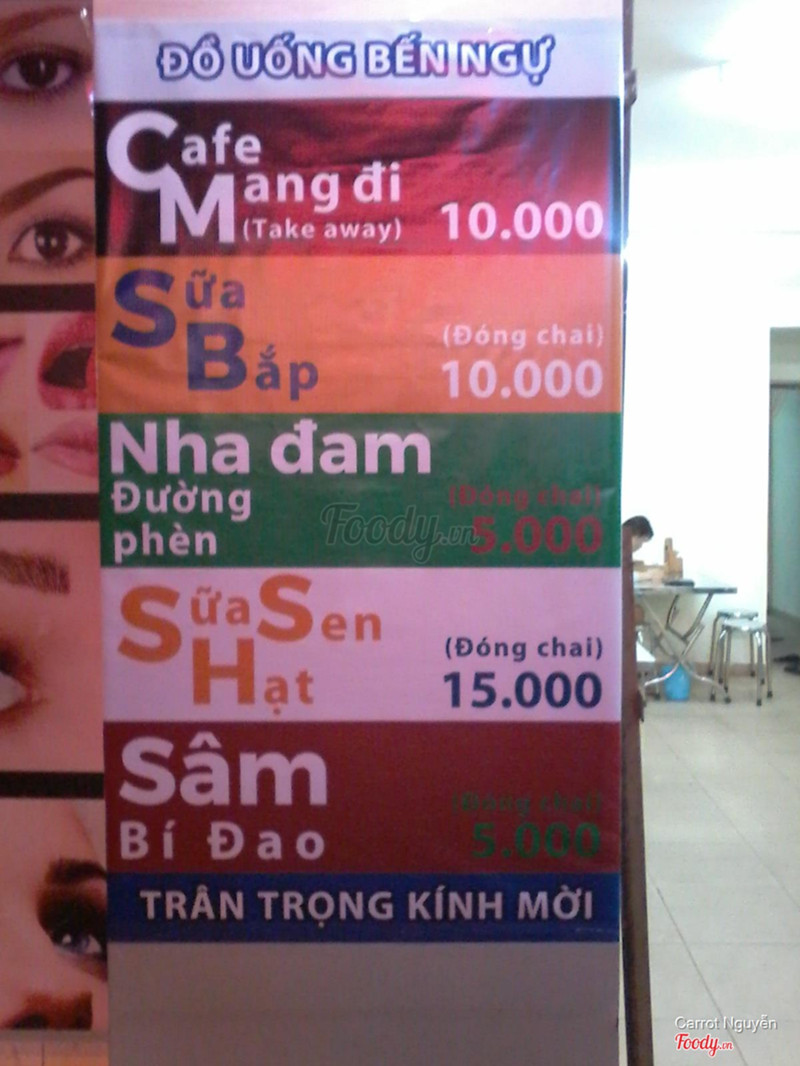 ĐỒ UỐNG BẾN NGỰ
Cafe
Mang đi
(Take away) 10.000
Sữa
Bắp
(Đóng chai)
10.000
Nha đam
Đường
phèn
(Đóng chai)
5.000
Foody.vn
Sữa Sen
Hạt
(Đóng chai)
15.000
Sâm
Bí Đao
(Đóng chai)
5.000
TRÂN TRỌNG KÍNH MỜI
Carrot Nguyễn
Foody.vn